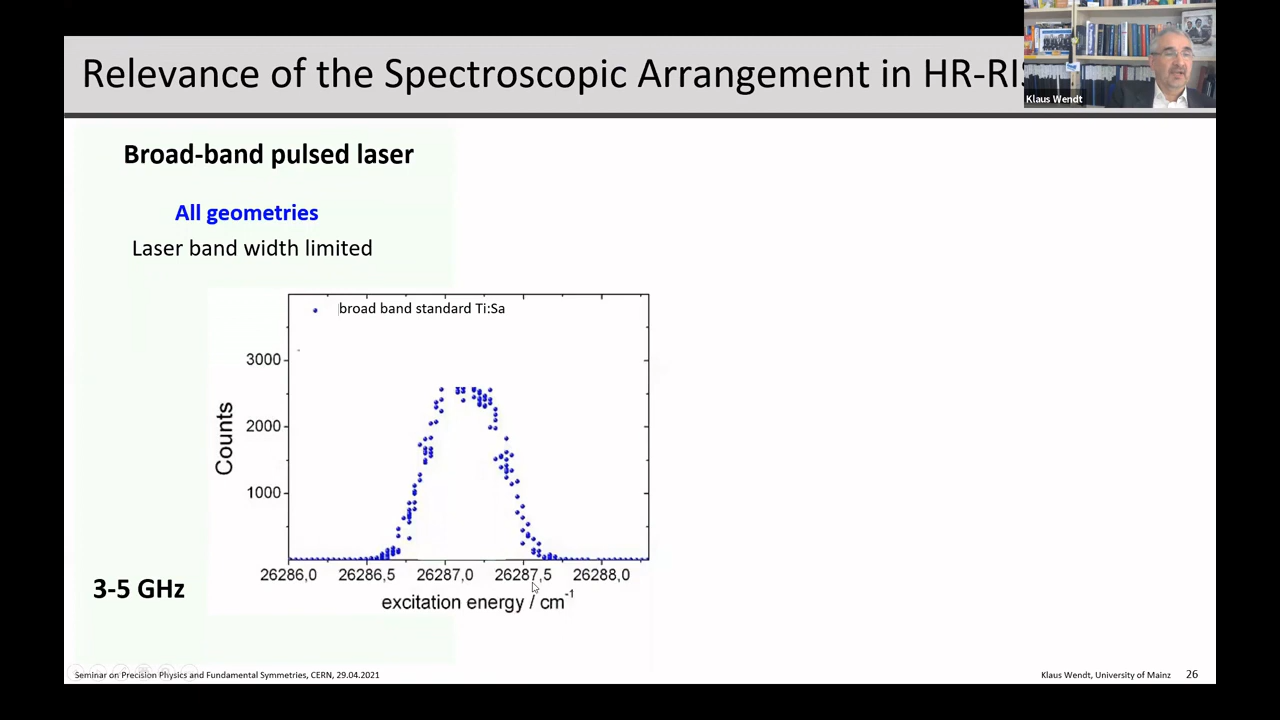 Relevance of the Spectroscopic Arrangement in HR-RIS
Klaus Wendt
Broad-band pulsed laser
All geometries
Laser band width limited
broad band standard Ti:Sa
3000
2000
1000
Counts
26286,0 26286,5 26287,0 26287,5 26288,0
excitation energy / cm⁻¹
3-5 GHz
Seminar on Precision Physics and Fundamental Symmetries, CERN, 29.04.2021
Klaus Wendt, University of Mainz 26